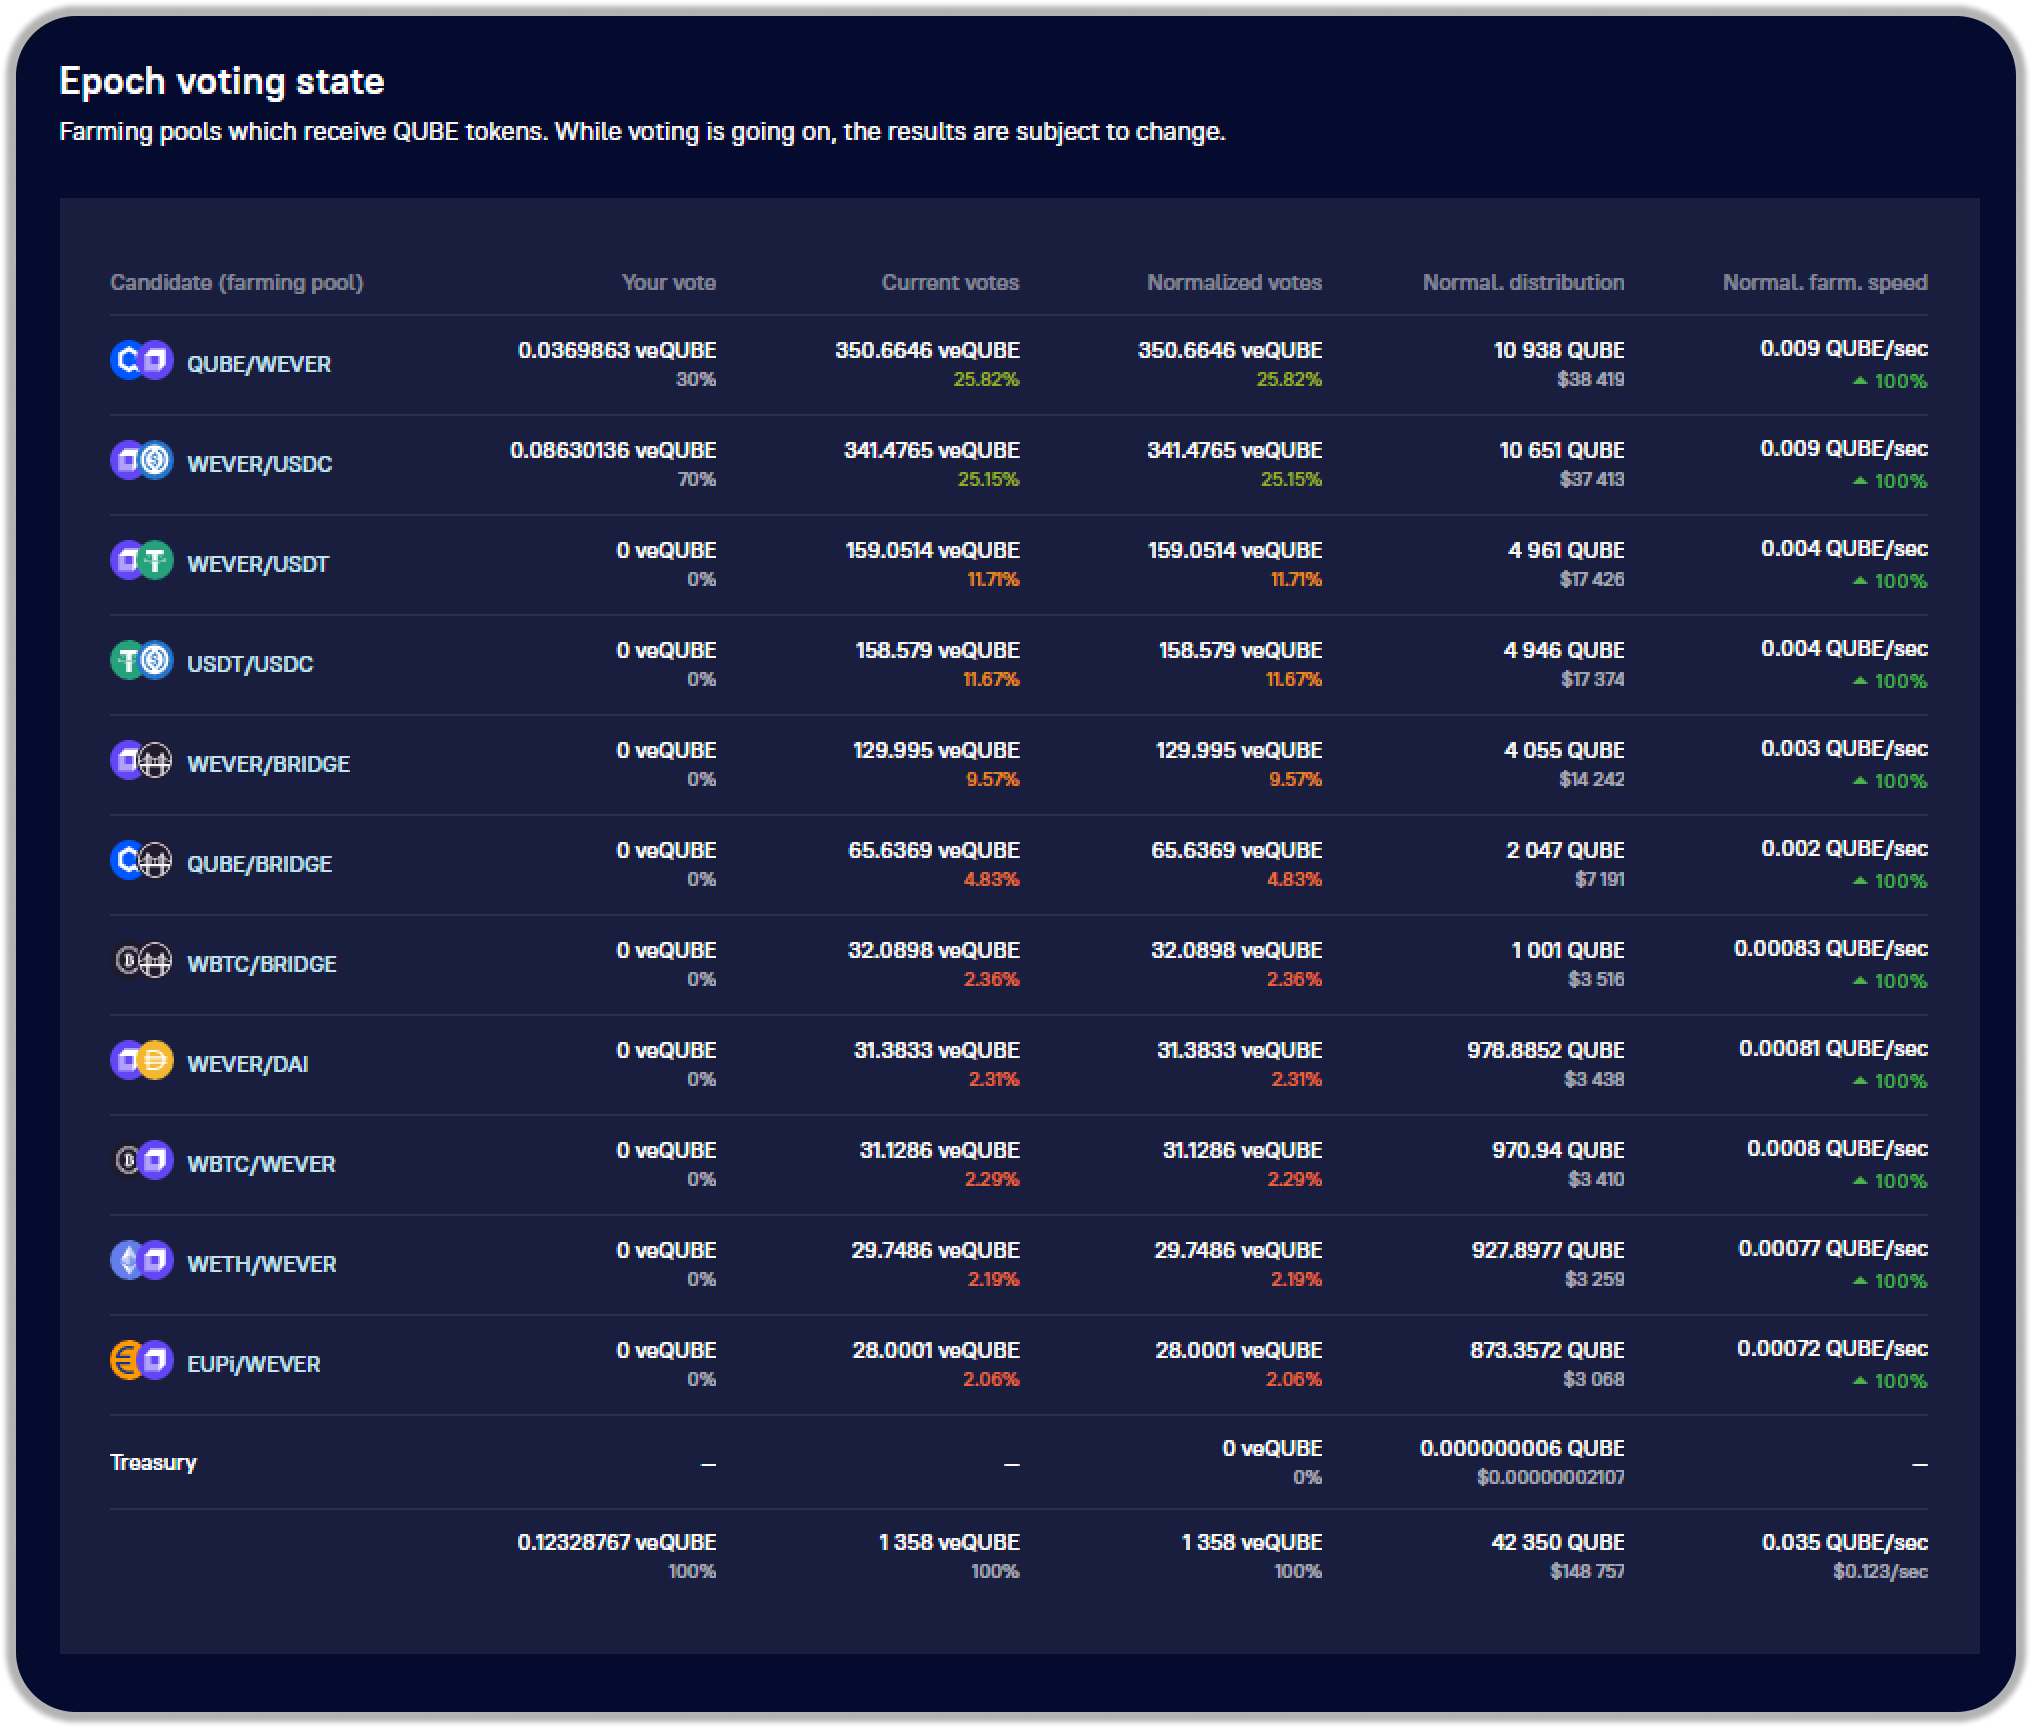 Epoch voting state
Farming pools which receive QUBE tokens. While voting is going on, the results are subject to change.
Candidate (farming pool) Your vote Current votes Normalized votes Normal. distribution Normal. farm. speed
QUBE/WEVER 0.0369863 veQUBE 350.6646 veQUBE 350.6646 veQUBE 10 938 QUBE 0.009 QUBE/sec
30% 25.82% 25.82% $38 419 100%
WEVER/USDC 0.08630136 veQUBE 341.4765 veQUBE 341.4765 veQUBE 10 651 QUBE 0.009 QUBE/sec
70% 25.15% 25.15% $37 413 100%
WEVER/USDT 0 veQUBE 159.0514 veQUBE 159.0514 veQUBE 4 961 QUBE 0.004 QUBE/sec
0% 11.71% 11.71% $17 426 100%
USDT/USDC 0 veQUBE 158.579 veQUBE 158.579 veQUBE 4 946 QUBE 0.004 QUBE/sec
0% 11.67% 11.67% $17 374 100%
WEVER/BRIDGE 0 veQUBE 129.995 veQUBE 129.995 veQUBE 4 055 QUBE 0.003 QUBE/sec
0% 9.57% 9.57% $14 242 100%
QUBE/BRIDGE 0 veQUBE 65.6369 veQUBE 65.6369 veQUBE 2 047 QUBE 0.002 QUBE/sec
0% 4.83% 4.83% $7 191 100%
WBTC/BRIDGE 0 veQUBE 32.0898 veQUBE 32.0898 veQUBE 1 001 QUBE 0.00083 QUBE/sec
0% 2.36% 2.36% $3 516 100%
WEVER/DAI 0 veQUBE 31.3833 veQUBE 31.3833 veQUBE 978.8852 QUBE 0.00081 QUBE/sec
0% 2.31% 2.31% $3 438 100%
WBTC/WEVER 0 veQUBE 31.1286 veQUBE 31.1286 veQUBE 970.94 QUBE 0.0008 QUBE/sec
0% 2.29% 2.29% $3 410 100%
WETH/WEVER 0 veQUBE 29.7486 veQUBE 29.7486 veQUBE 927.8977 QUBE 0.00077 QUBE/sec
0% 2.19% 2.19% $3 259 100%
EUPi/WEVER 0 veQUBE 28.0001 veQUBE 28.0001 veQUBE 873.3572 QUBE 0.00072 QUBE/sec
0% 2.06% 2.06% $3 068 100%
Treasury — — 0 veQUBE 0.000000006 QUBE —
0% $0.00000002107
0.12328767 veQUBE 1 358 veQUBE 1 358 veQUBE 42 350 QUBE 0.035 QUBE/sec
100% 100% 100% $148 757 $0.123/sec